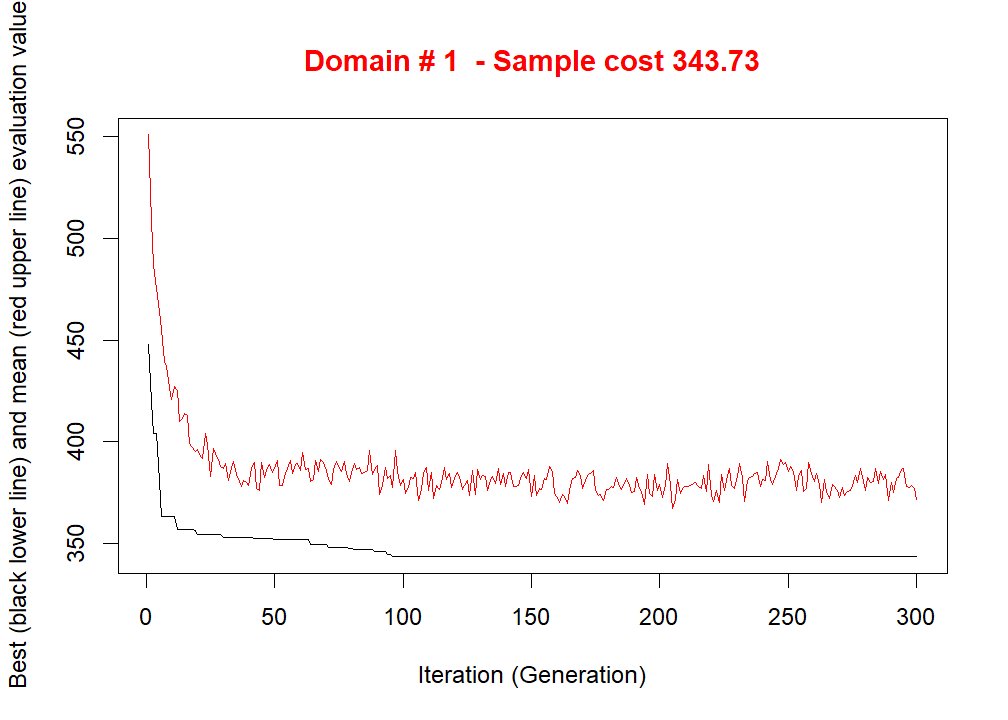 Domain # 1  - Sample cost 343.73
Best (black lower line) and mean (red upper line) evaluation value
550
500
450
400
350
0 50 100 150 200 250 300
Iteration (Generation)